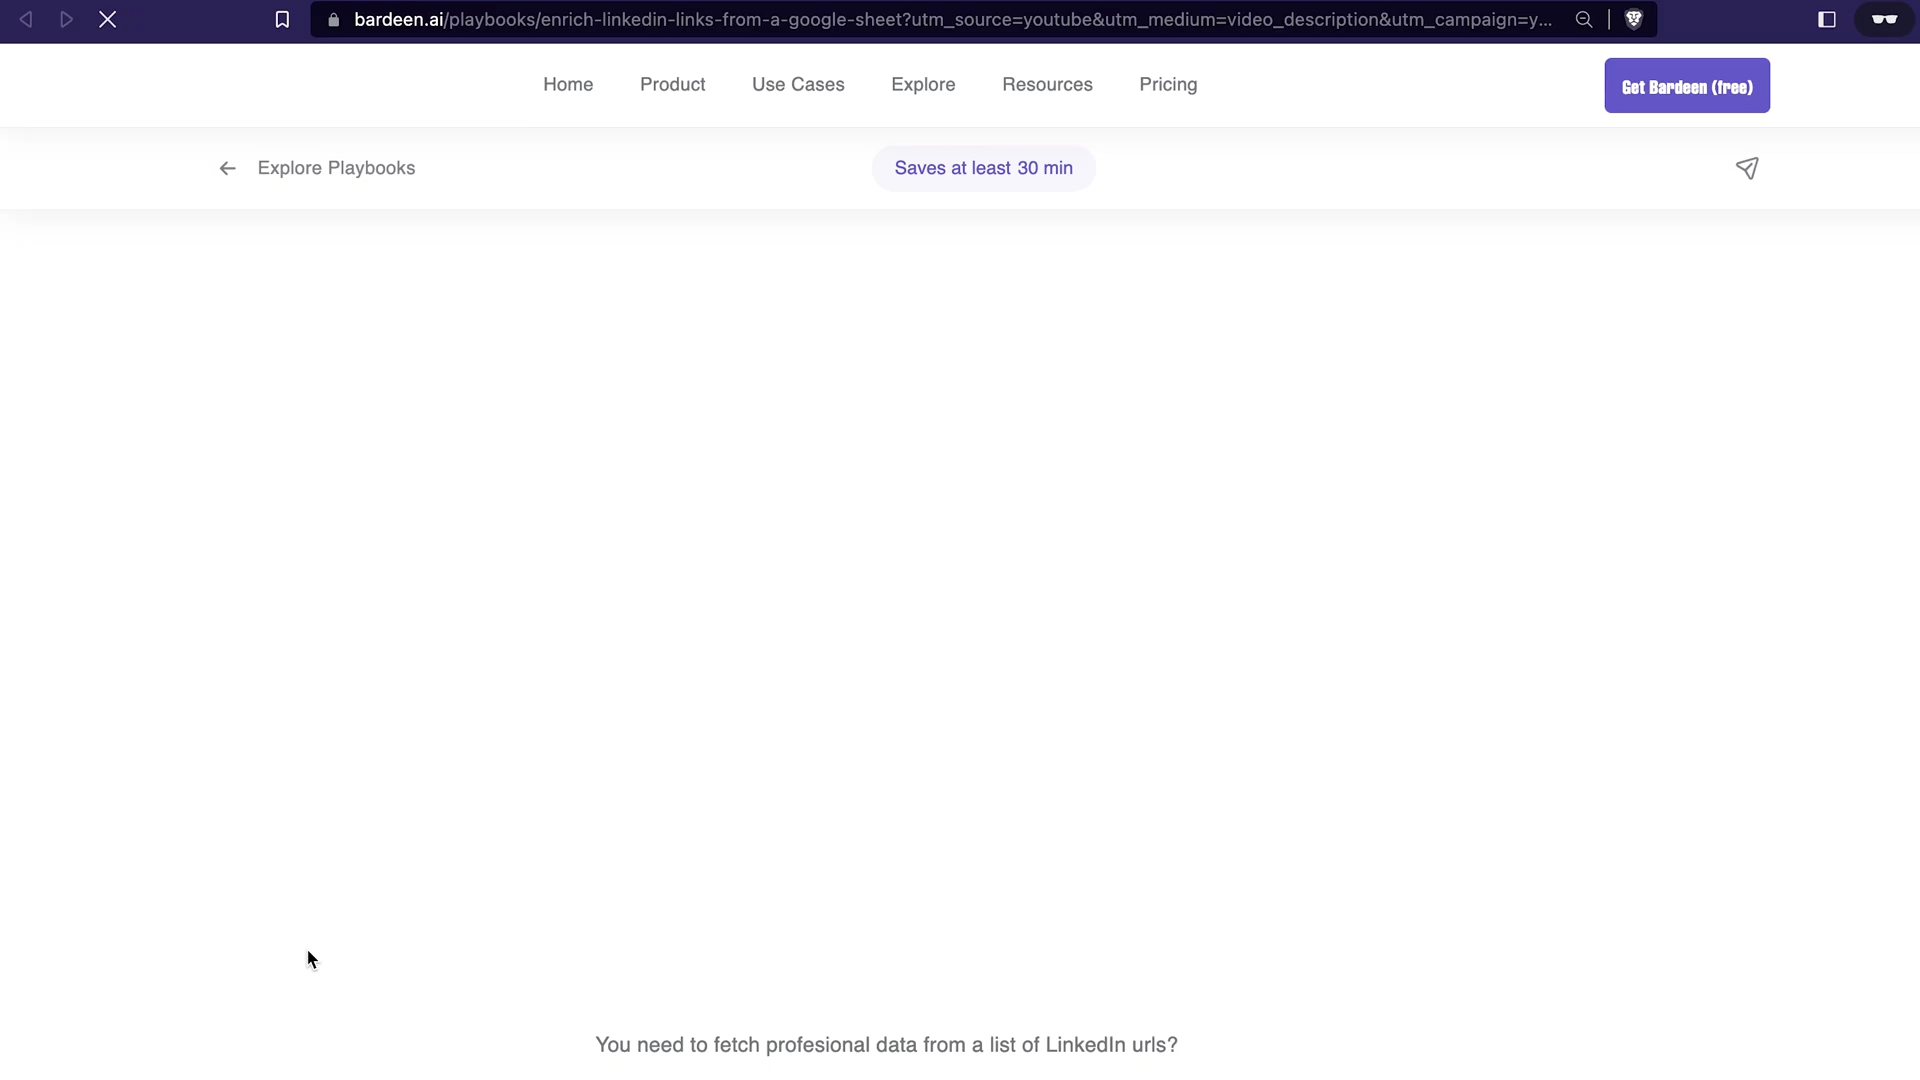 bardeen.ai/playbooks/enrich-linkedin-links-from-a-google-sheet?utm_source=youtube&utm_medium=video_description&utm_campaign=y...
Home Product Use Cases Explore Resources Pricing Get Bardeen (free)
Explore Playbooks Saves at least 30 min
You need to fetch profesional data from a list of LinkedIn urls?